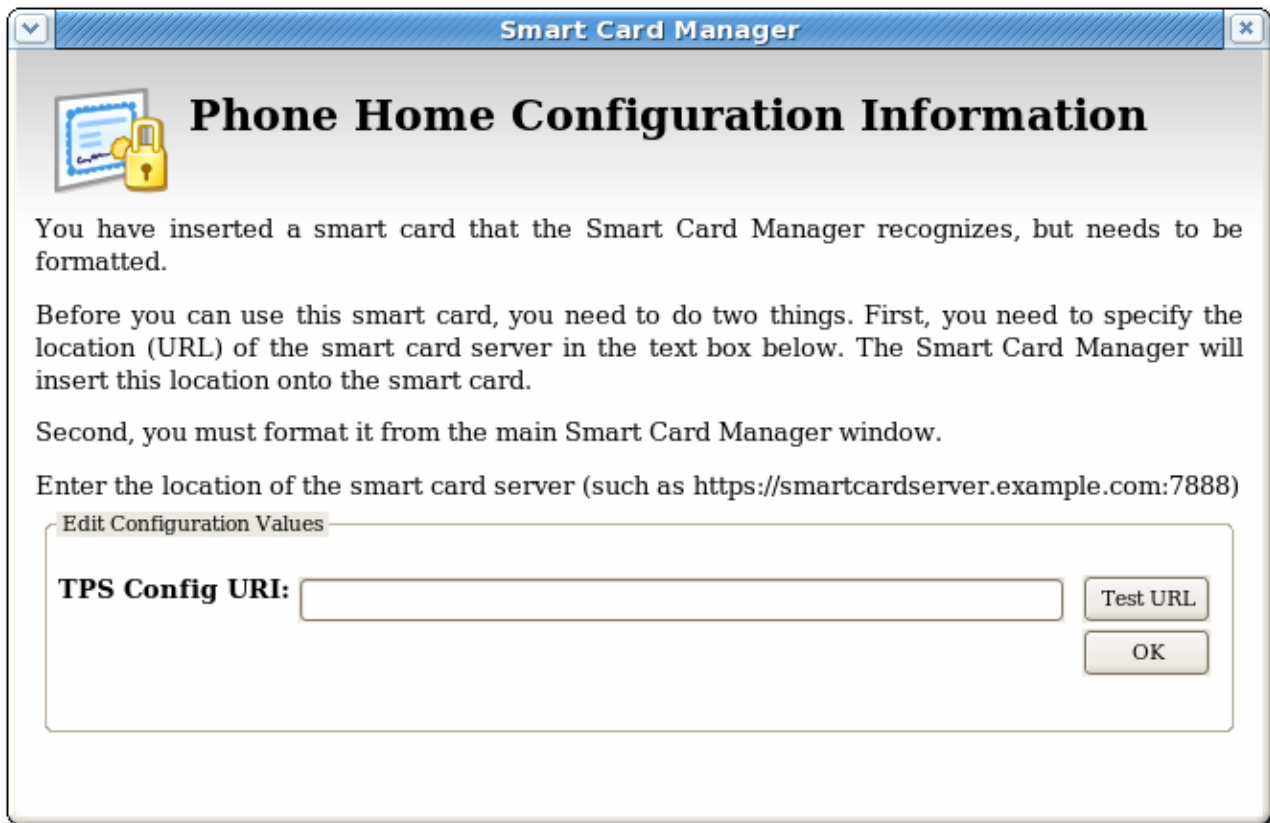 Smart Card Manager
Phone Home Configuration Information
You have inserted a smart card that the Smart Card Manager recognizes, but needs to be
formatted.
Before you can use this smart card, you need to do two things. First, you need to specify the
location (URL) of the smart card server in the text box below. The Smart Card Manager will
insert this location onto the smart card.
Second, you must format it from the main Smart Card Manager window.
Enter the location of the smart card server (such as https://smartcardserver.example.com:7888)
Edit Configuration Values
TPS Config URI:
Test URL
OK